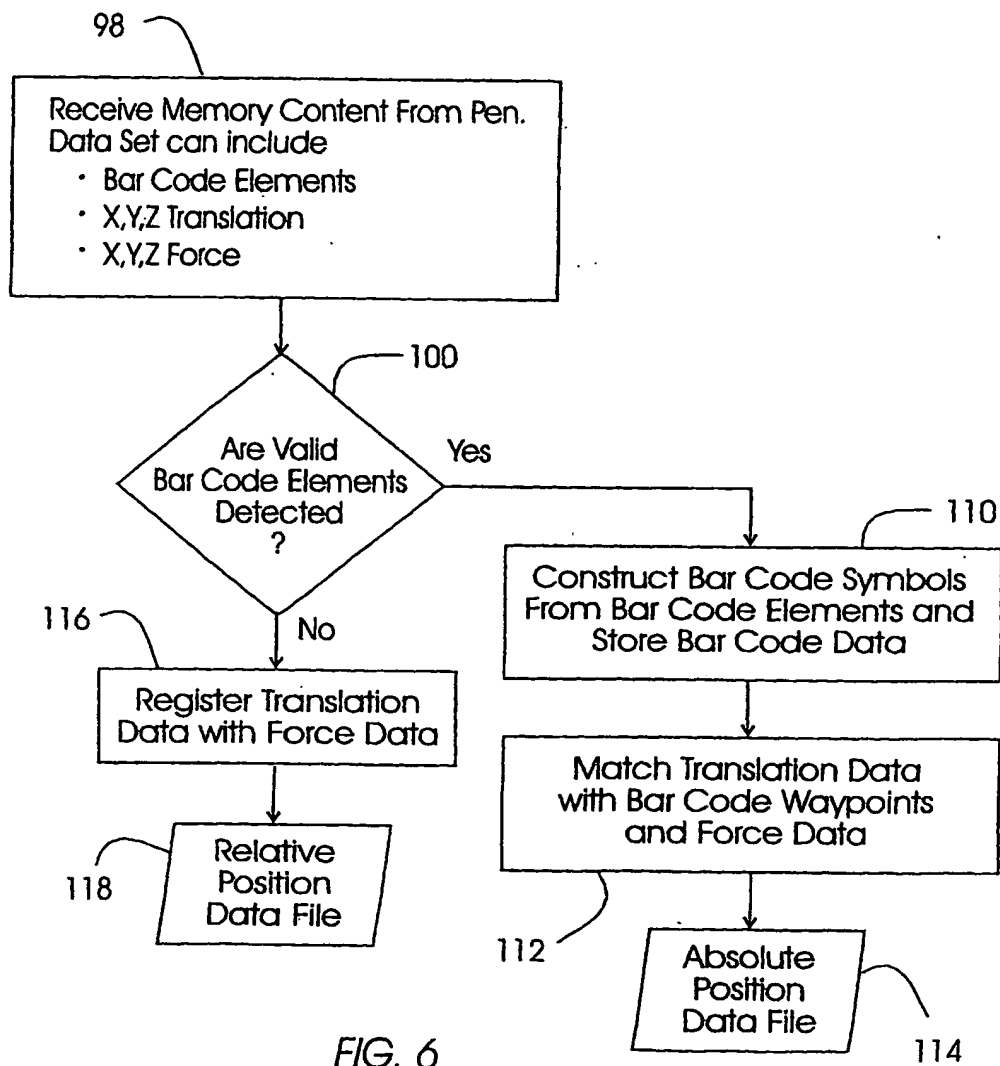 98
Receive Memory Content From Pen.
Data Set can include
· Bar Code Elements
· X,Y,Z Translation
· X,Y,Z Force
100
Are Valid
Bar Code Elements
Detected
?
Yes
No
110
Construct Bar Code Symbols
From Bar Code Elements and
Store Bar Code Data
116
Register Translation
Data with Force Data
Match Translation Data
with Bar Code Waypoints
and Force Data
112
118
Relative
Position
Data File
Absolute
Position
Data File
114
FIG. 6